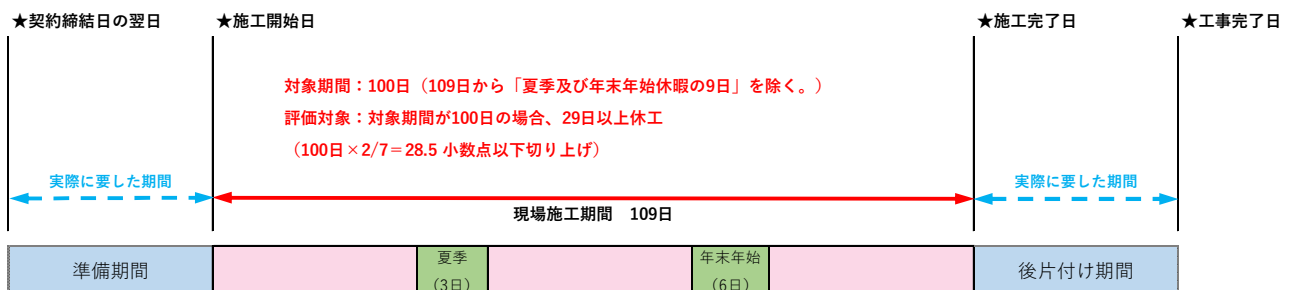 ★契約締結日の翌日
★施工開始日
★施工完了日
★工事完了日
対象期間：100日（109日から「夏季及び年末年始休暇の9日」を除く。）
評価対象：対象期間が100日の場合、29日以上休工
（100日×2/7＝28.5 小数点以下切り上げ）
実際に要した期間
実際に要した期間
現場施工期間　109日
準備期間
夏季
（3日）
年末年始
（6日）
後片付け期間